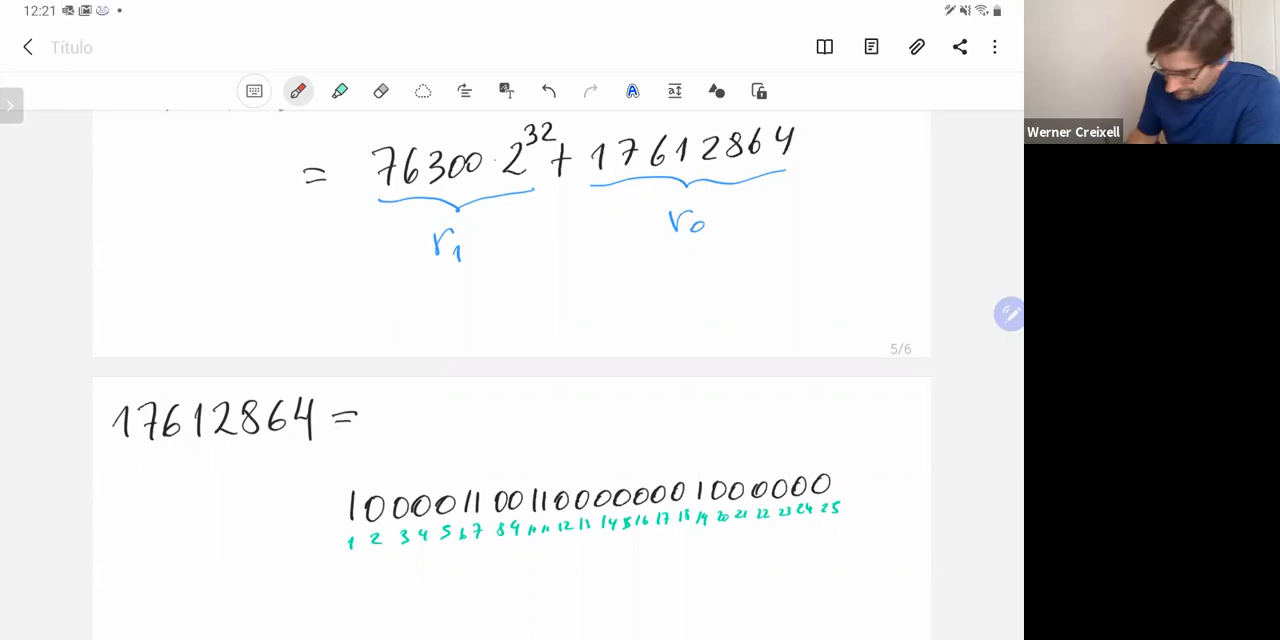 12:21
Título
= 76300 · 2^32 + 17612864
r1 r0
5/6
17612864 =
1000011001100000001000000
1 2 3 4 5 6 7 8 9 10 11 12 13 14 15 16 17 18 19 20 21 22 23 24 25
Werner Creixell